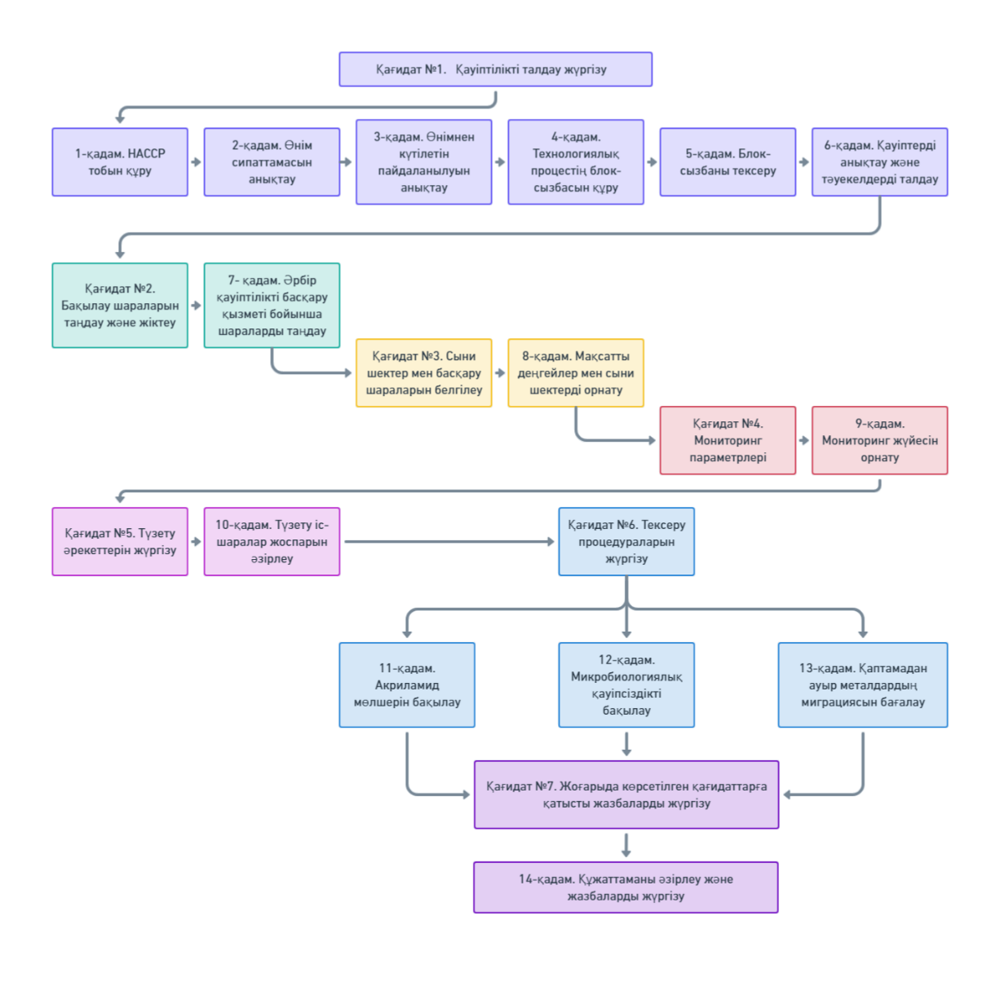 Қағидат №1. Қауіптілікті талдау жүргізу
1-қадам. НАССР
тобын құру
2-қадам. Өнім
сипаттамасын
анықтау
3-қадам. Өнімнен
күтілетін
пайдаланылуын
анықтау
4-қадам.
Технологиялық
процестің блок-
сызбасын құру
5-қадам. Блок-
сызбаны тексеру
6-қадам. Қауіптерді
анықтау және
тәуекелдерді талдау
Қағидат №2.
Бақылау шараларын
таңдау және жіктеу
7- қадам. Әрбір
қауіптілікті басқару
қызметі бойынша
шараларды таңдау
Қағидат №3. Сыни
шектер мен басқару
шараларын белгілеу
8-қадам. Мақсатты
деңгейлер мен сыни
шектерді орнату
Қағидат №4.
Мониторинг
параметрлері
9-қадам.
Мониторинг жүйесін
орнату
Қағидат №5. Түзету
әрекеттерін жүргізу
10-қадам. Түзету іс-
шаралар жоспарын
әзірлеу
Қағидат №6. Тексеру
процедураларын
жүргізу
11-қадам.
Акриламид
мөлшерін бақылау
12-қадам.
Микробиологиялық
қауіпсіздікті
бақылау
13-қадам. Қаптамадан
ауыр металдардың
миграциясын бағалау
Қағидат №7. Жоғарыда көрсетілген қағидаттарға
қатысты жазбаларды жүргізу
14-қадам. Құжаттаманы әзірлеу және
жазбаларды жүргізу